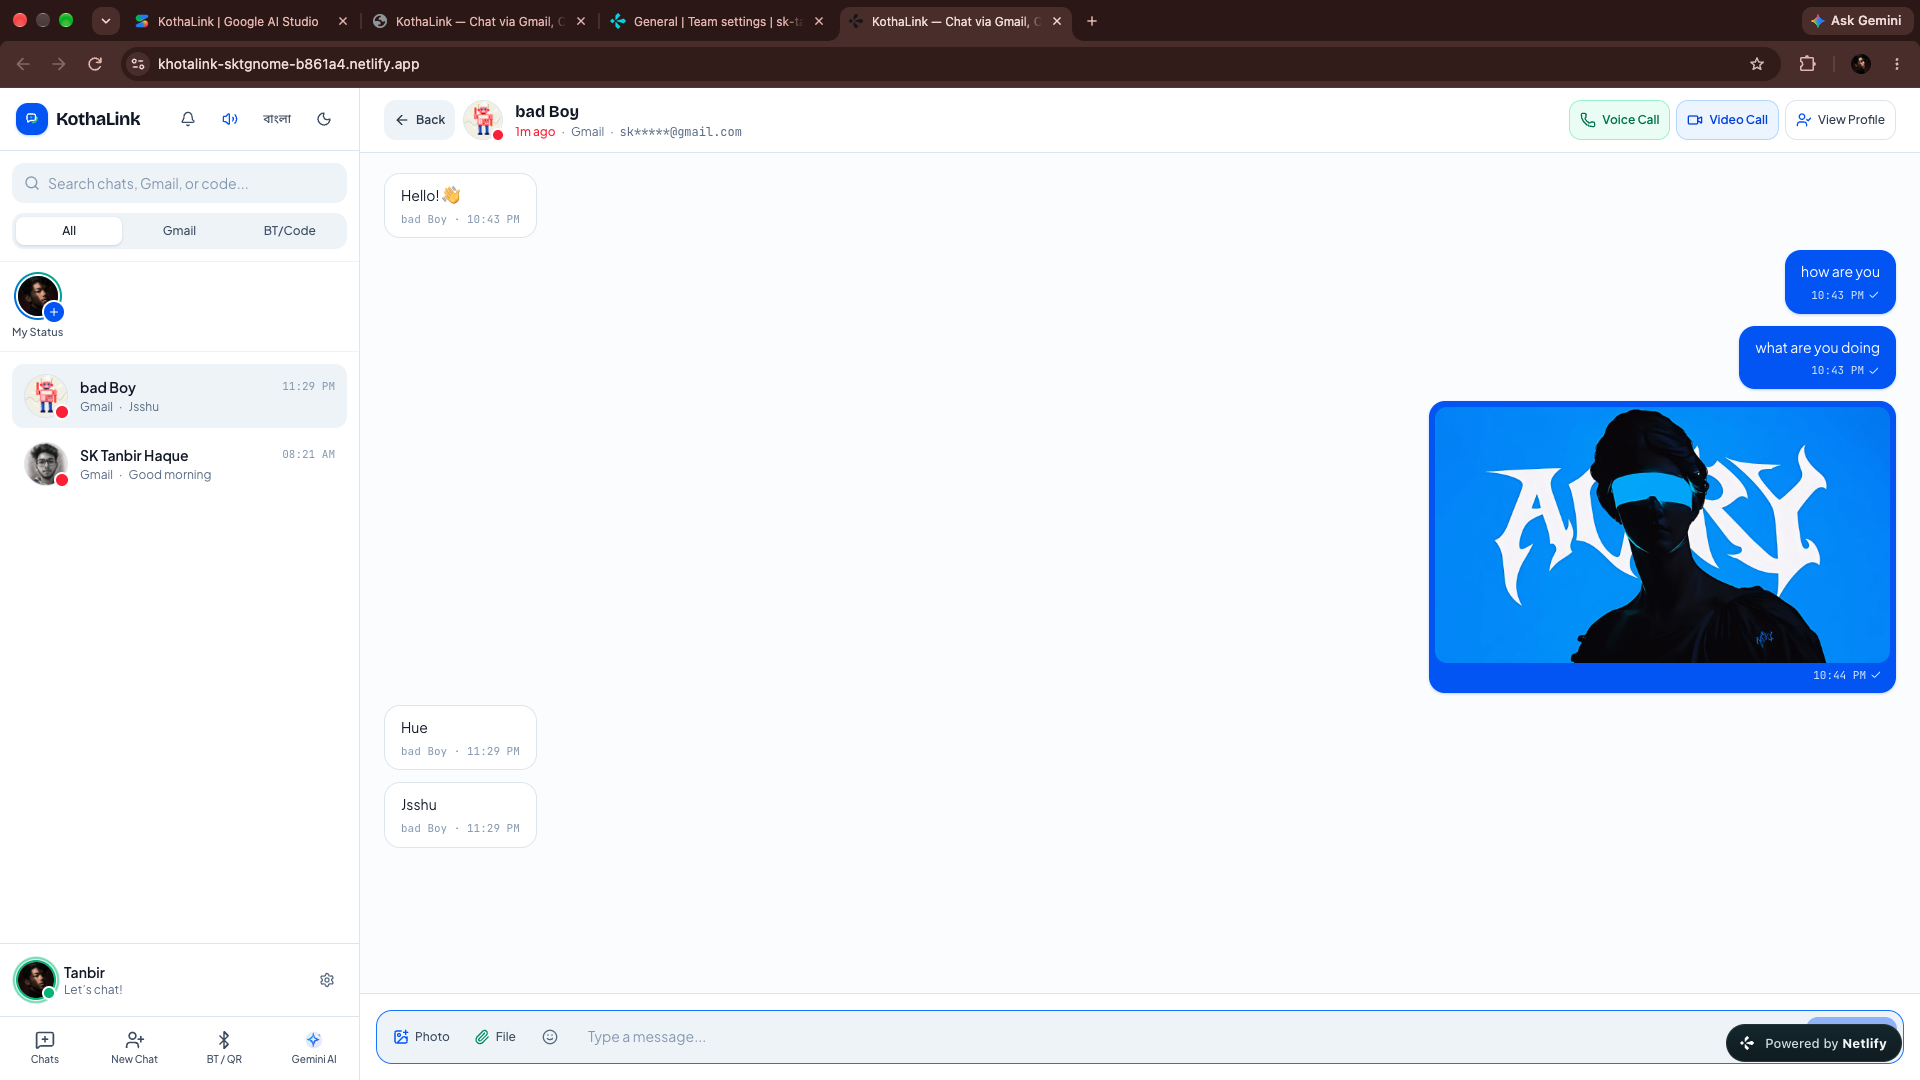 KothaLink | Google AI Studio
KothaLink — Chat via Gmail, C
General | Team settings | sk-ta
KothaLink — Chat via Gmail, C
Ask Gemini
khotalink-sktgnome-b861a4.netlify.app
KothaLink
বাংলা
Search chats, Gmail, or code...
All
Gmail
BT/Code
My Status
bad Boy
11:29 PM
Gmail · Jsshu
SK Tanbir Haque
08:21 AM
Gmail · Good morning
Tanbir
Let's chat!
Chats
New Chat
BT / QR
Gemini AI
Back
bad Boy
1m ago · Gmail · sk*****@gmail.com
Voice Call
Video Call
View Profile
Hello! 👋
bad Boy · 10:43 PM
how are you
10:43 PM ✓
what are you doing
10:43 PM ✓
10:44 PM ✓
Hue
bad Boy · 11:29 PM
Jsshu
bad Boy · 11:29 PM
Photo
File
Type a message...
Powered by Netlify